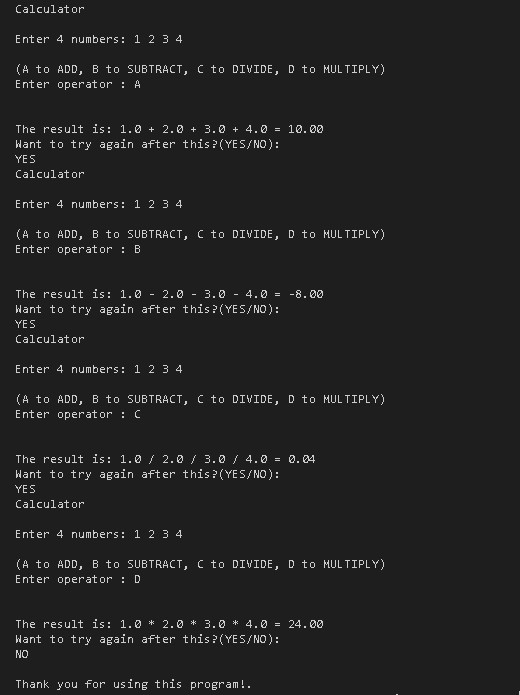 Calculator
Enter 4 numbers: 1 2 3 4
(A to ADD, B to SUBTRACT, C to DIVIDE, D to MULTIPLY)
Enter operator : A
The result is: 1.0 + 2.0 + 3.0 + 4.0 = 10.00
Want to try again after this?(YES/NO):
YES
Calculator
Enter 4 numbers: 1 2 3 4
(A to ADD, B to SUBTRACT, C to DIVIDE, D to MULTIPLY)
Enter operator : B
The result is: 1.0 - 2.0 - 3.0 - 4.0 = -8.00
Want to try again after this?(YES/NO):
YES
Calculator
Enter 4 numbers: 1 2 3 4
(A to ADD, B to SUBTRACT, C to DIVIDE, D to MULTIPLY)
Enter operator : C
The result is: 1.0 / 2.0 / 3.0 / 4.0 = 0.04
Want to try again after this?(YES/NO):
YES
Calculator
Enter 4 numbers: 1 2 3 4
(A to ADD, B to SUBTRACT, C to DIVIDE, D to MULTIPLY)
Enter operator : D
The result is: 1.0 * 2.0 * 3.0 * 4.0 = 24.00
Want to try again after this?(YES/NO):
NO
Thank you for using this program!.